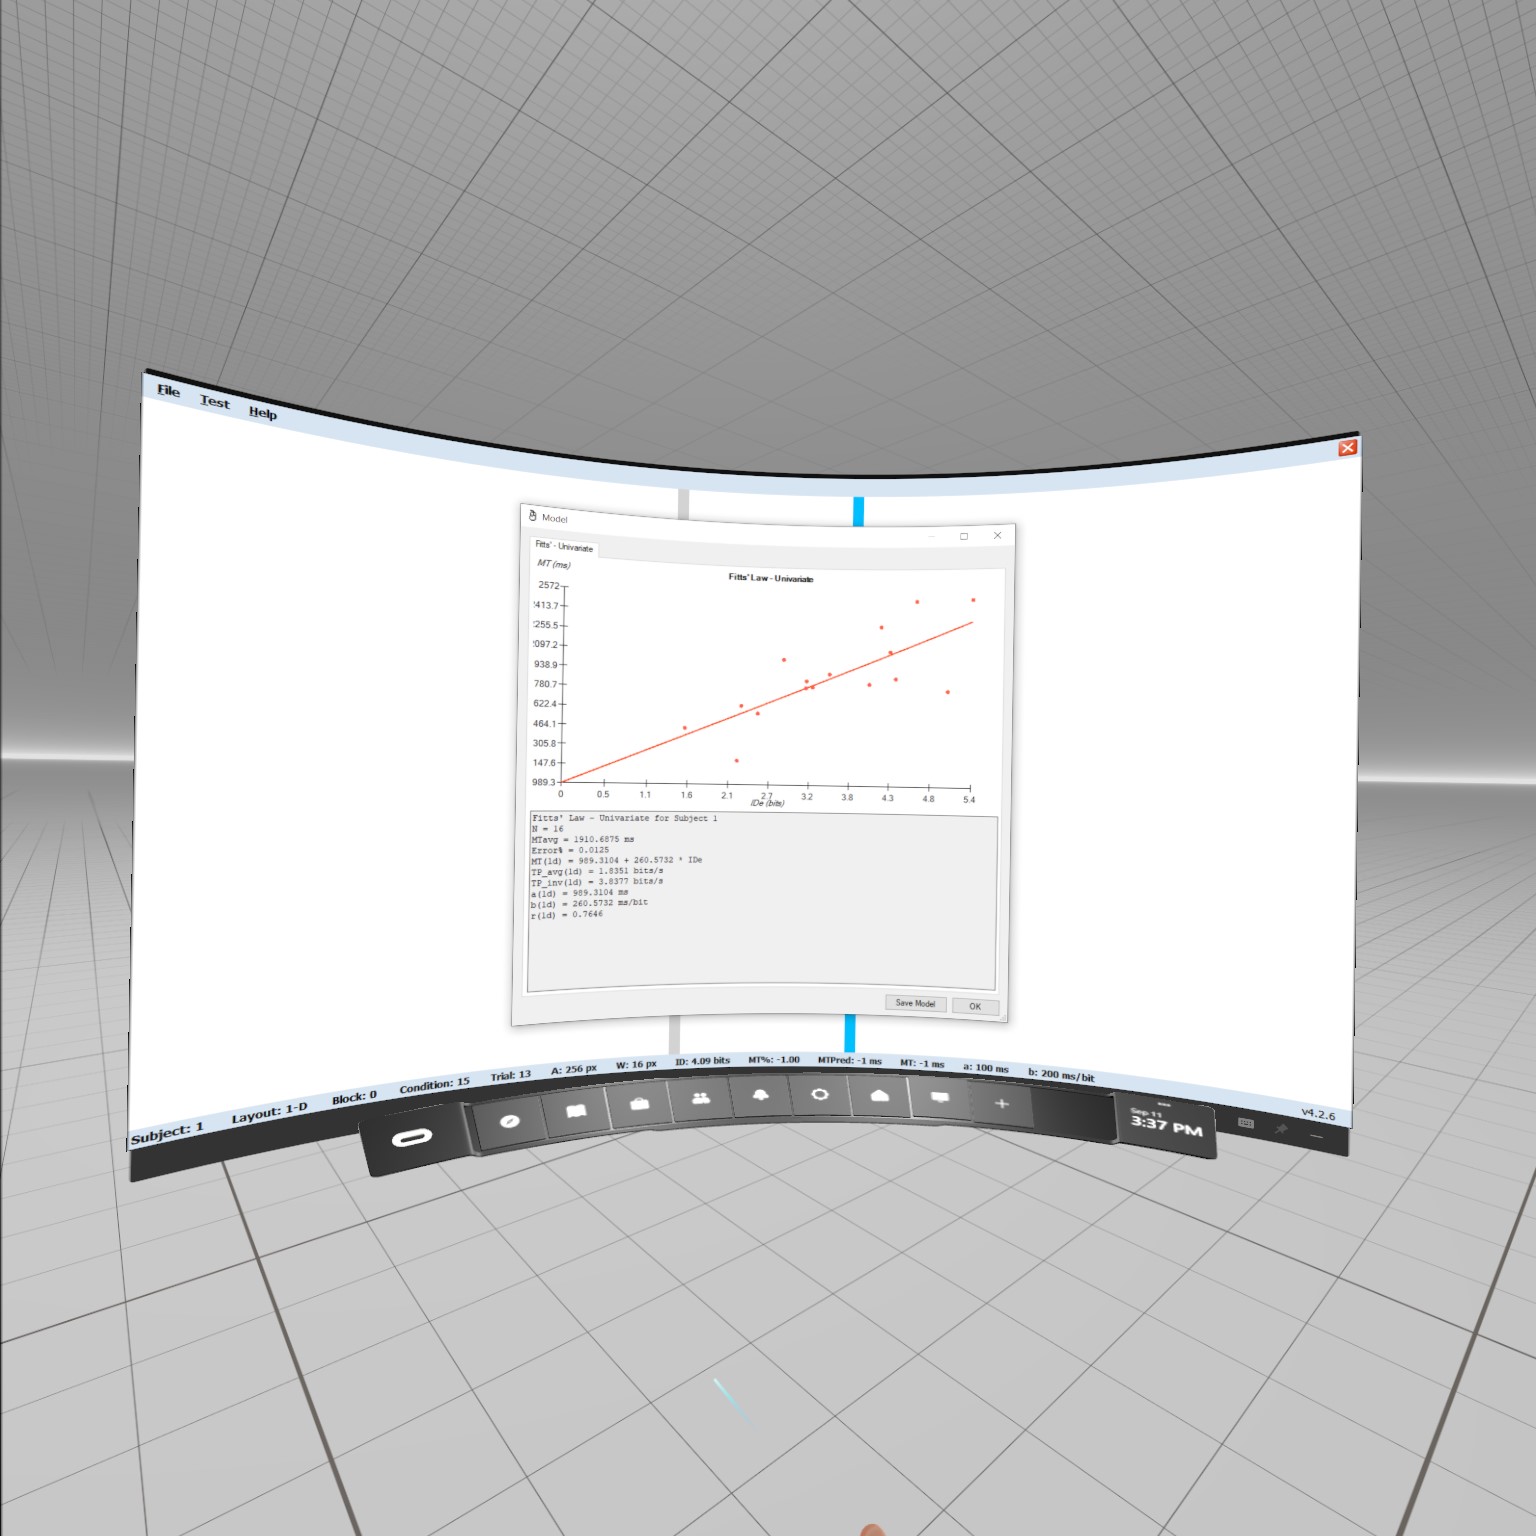 File Test Help
Model
Fitts' - Univariate
MT (ms)
Fitts' Law - Univariate
2572
413.7
255.5
097.2
938.9
780.7
622.4
464.1
305.8
147.6
989.3
0 0.5 1.1 1.6 2.1 2.7 3.2 3.8 4.3 4.8 5.4
IDe (bits)
Fitts' Law - Univariate for Subject 1
N = 16
MTavg = 1910.6875 ms
Error% = 0.0125
MT(1d) = 989.3104 + 260.5732 * IDe
TP_avg(1d) = 1.8351 bits/s
TP_inv(1d) = 3.8377 bits/s
a(1d) = 989.3104 ms
b(1d) = 260.5732 ms/bit
r(1d) = 0.7646
Save Model OK
Subject: 1 Layout: 1-D Block: 0 Condition: 15 Trial: 13 A: 256 px W: 16 px ID: 4.09 bits MT%: -1.00 MTPred: -1 ms MT: -1 ms a: 100 ms b: 200 ms/bit v4.2.6
Sep 11
3:37 PM